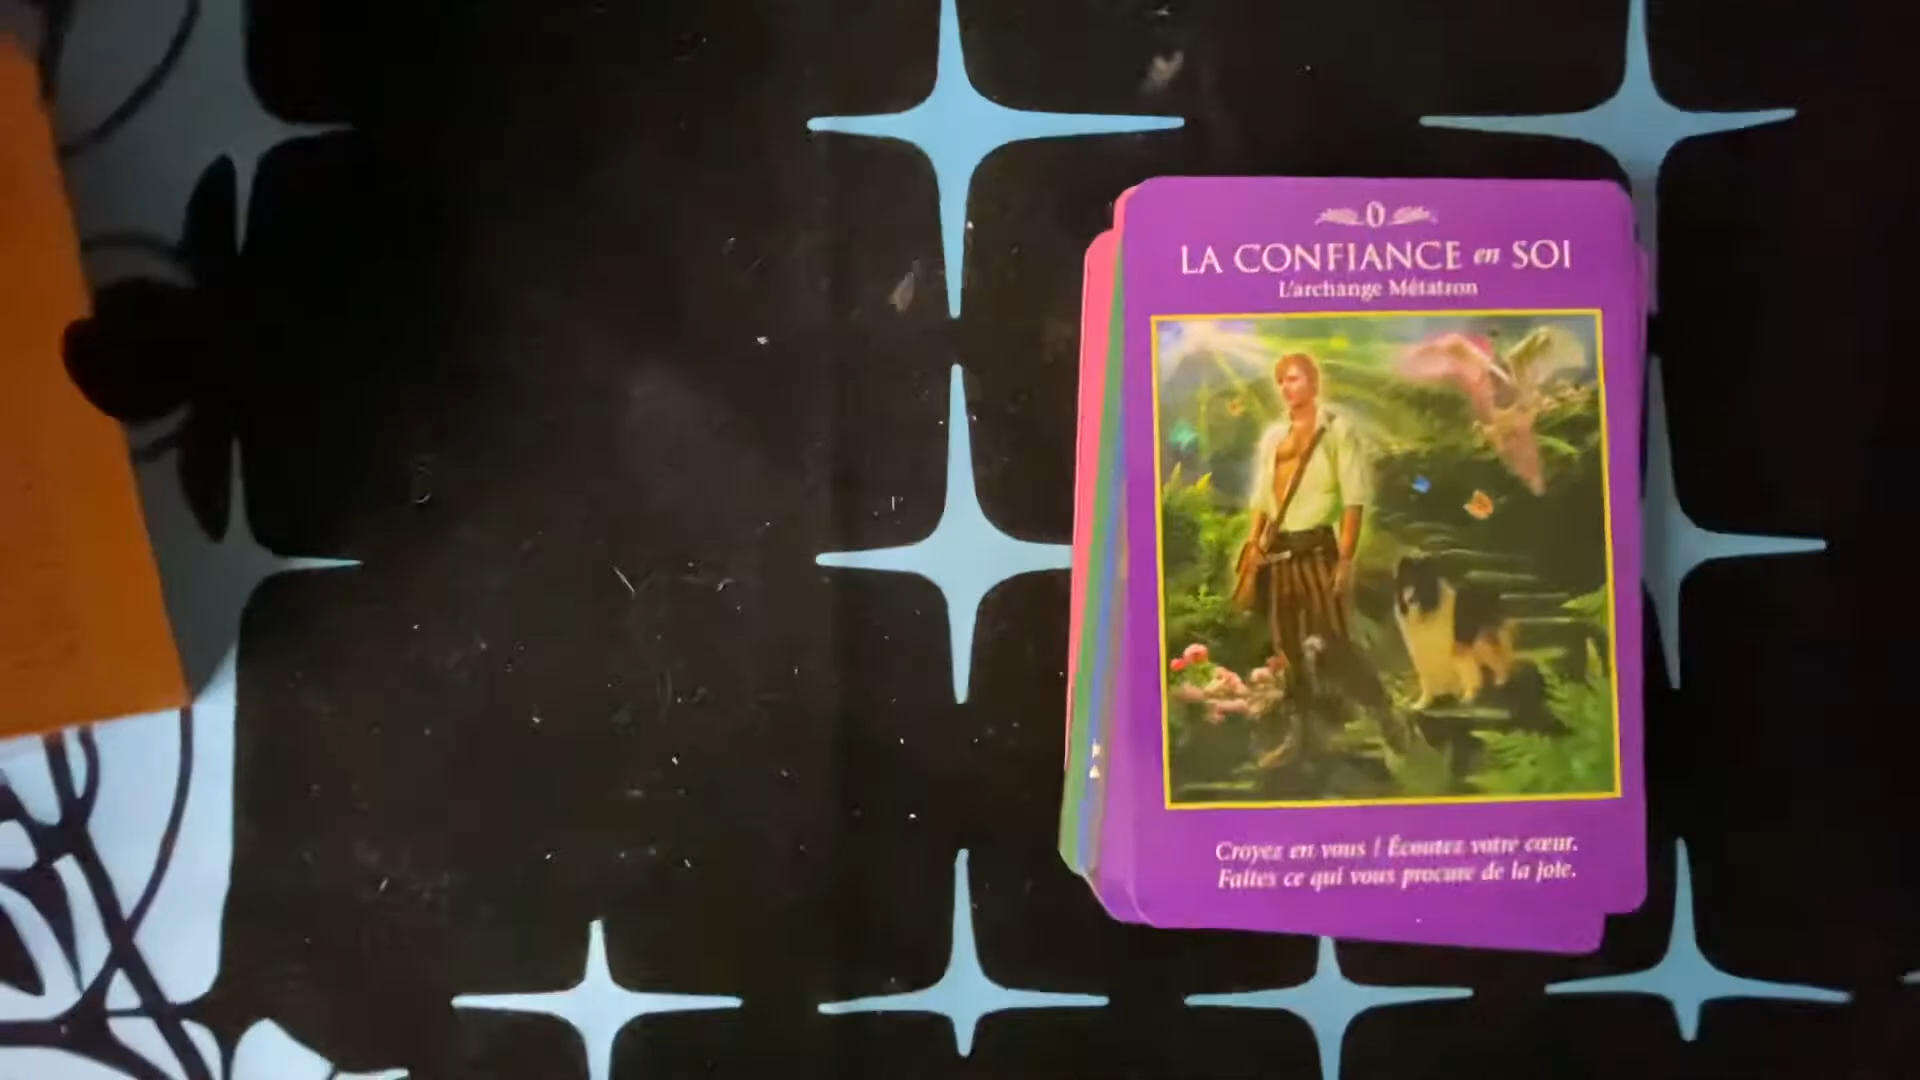 0
LA CONFIANCE en SOI
L'archange Métatron
Croyez en vous ! Écoutez votre cœur.
Faites ce qui vous procure de la joie.